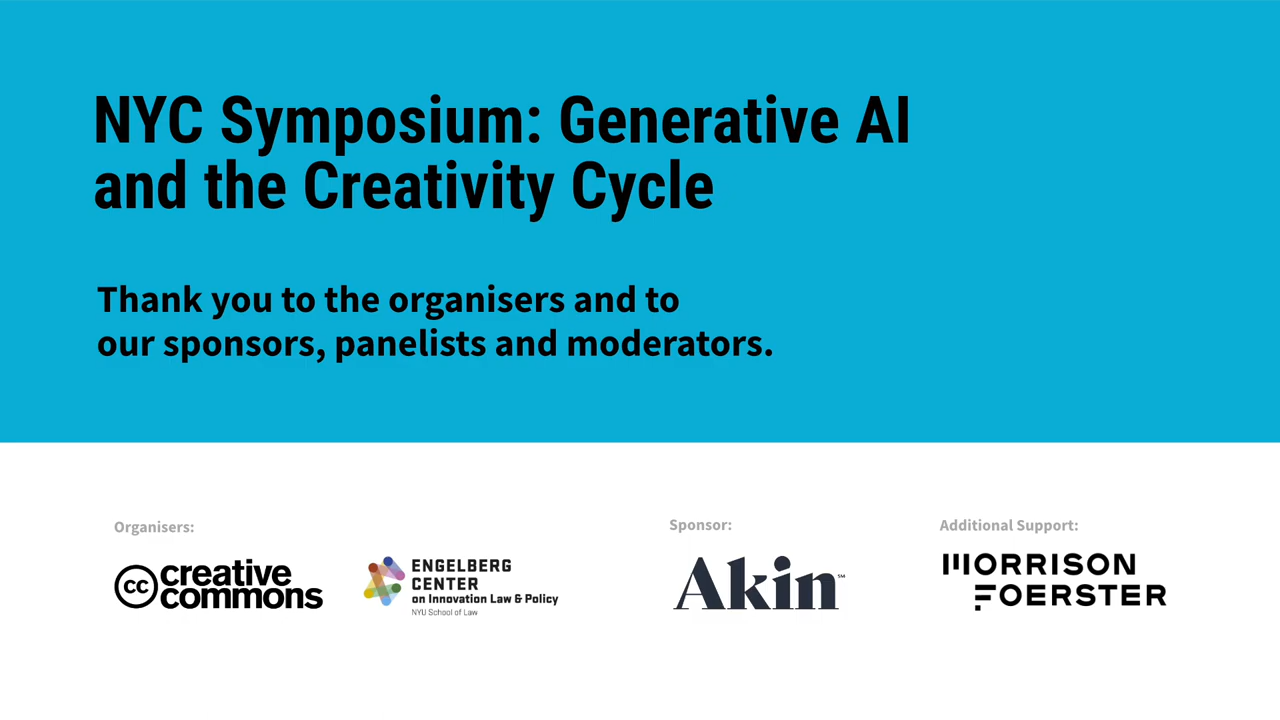 NYC Symposium: Generative AI
and the Creativity Cycle
Thank you to the organisers and to
our sponsors, panelists and moderators.
Organisers:
cc creative
commons
ENGELBERG
CENTER
on Innovation Law & Policy
NYU School of Law
Sponsor:
Akin℠
Additional Support:
MORRISON
FOERSTER